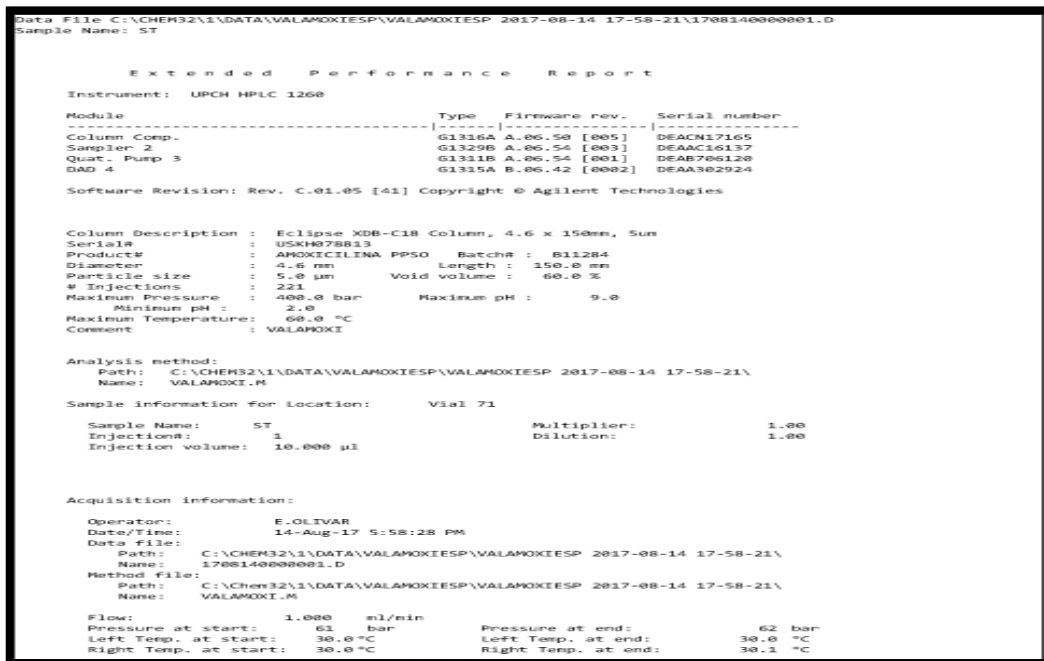 Data File C:\CHEM32\1\DATA\VALAMOXIESP\VALAMOXIESP 2017-08-14 17-58-21\1708140000001.D
Sample Name: ST
Extended Performance Report
Instrument: UPCH HPLC 1260
Module Type Firmware rev. Serial number
Column Comp. G1316A A.06.50 [005] DEACN17165
Sampler 2 G1329B A.06.54 [003] DEAAC16137
Quat. Pump 3 G1311B A.06.54 [001] DEAB706120
DAD 4 G1315A B.06.42 [0002] DEAA302924
Software Revision: Rev. C.01.05 [41] Copyright © Agilent Technologies
Column Description : Eclipse XDB-C18 Column, 4.6 x 150mm, 5um
Serial# : USKH078813
Product# : AMOXICILINA PPSO Batch# : B11284
Diameter : 4.6 mm Length : 150.0 mm
Particle size : 5.0 µm Void volume : 60.0 %
# Injections : 221
Maximum Pressure : 400.0 bar Maximum pH : 9.0
Minimum pH : 2.0
Maximum Temperature: 60.0 °C
Comment : VALAMOXI
Analysis method:
Path: C:\CHEM32\1\DATA\VALAMOXIESP\VALAMOXIESP 2017-08-14 17-58-21\
Name: VALAMOXI.M
Sample information for Location: Vial 71
Sample Name: ST Multiplier: 1.00
Injection#: 1 Dilution: 1.00
Injection volume: 10.000 µl
Acquisition information:
Operator: E.OLIVAR
Date/Time: 14-Aug-17 5:58:28 PM
Data file:
Path: C:\CHEM32\1\DATA\VALAMOXIESP\VALAMOXIESP 2017-08-14 17-58-21\
Name: 1708140000001.D
Method file:
Path: C:\Chem32\1\DATA\VALAMOXIESP\VALAMOXIESP 2017-08-14 17-58-21\
Name: VALAMOXI.M
Flow: 1.000 ml/min
Pressure at start: 61 bar Pressure at end: 62 bar
Left Temp. at start: 30.0 °C Left Temp. at end: 30.0 °C
Right Temp. at start: 30.0 °C Right Temp. at end: 30.1 °C